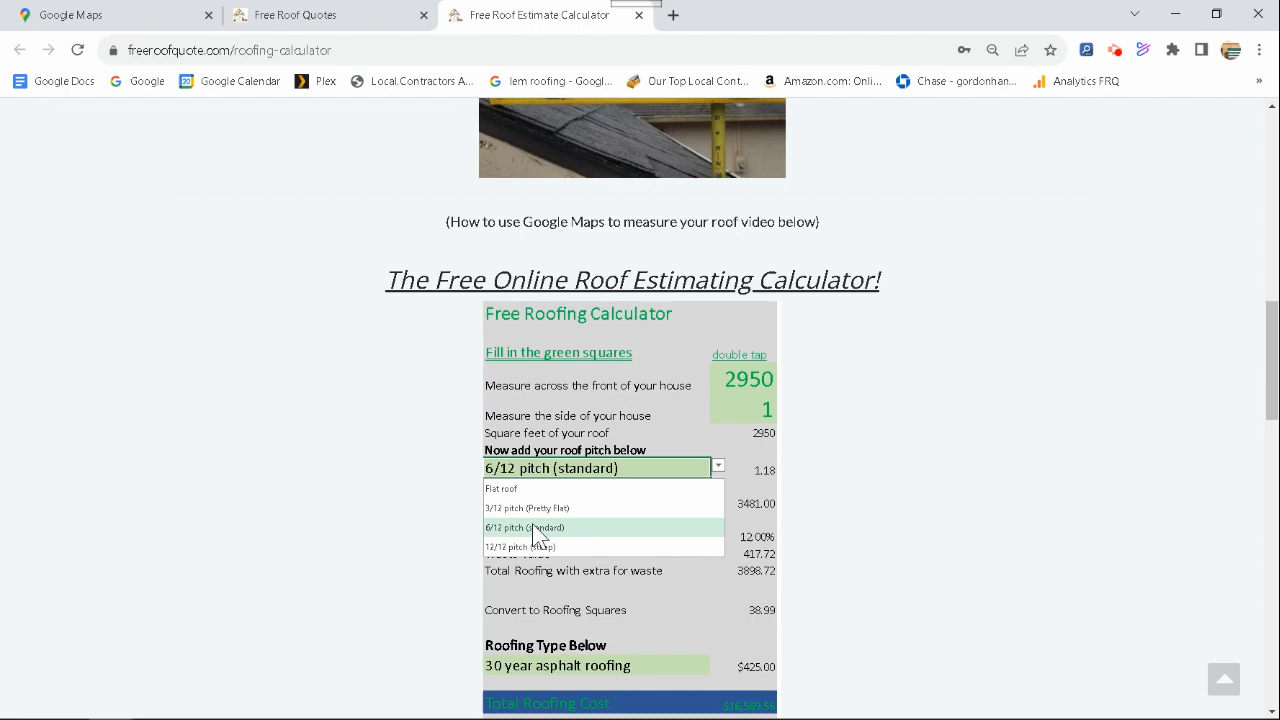 Google Maps
Free Roof Quotes
Free Roof Estimate Calculator
freeroofquote.com/roofing-calculator
Google Docs
Google
20
Google Calendar
Plex
Local Contractors A...
lem roofing - Googl...
Our Top Local Cont...
Amazon.com: Onlin...
Chase - gordonhan...
Analytics FRQ
»
{How to use Google Maps to measure your roof video below}
The Free Online Roof Estimating Calculator!
Free Roofing Calculator
Fill in the green squares double tap
Measure across the front of your house 2950
Measure the side of your house 1
Square feet of your roof 2950
Now add your roof pitch below
6/12 pitch (standard) 1.18
Flat roof
3/12 pitch (Pretty Flat) 3481.00
6/12 pitch (standard)
12.00%
12/12 pitch (steep)
417.72
Total Roofing with extra for waste 3898.72
Convert to Roofing Squares 38.99
Roofing Type Below
30 year asphalt roofing $425.00
Total Roofing Cost $16,569.56